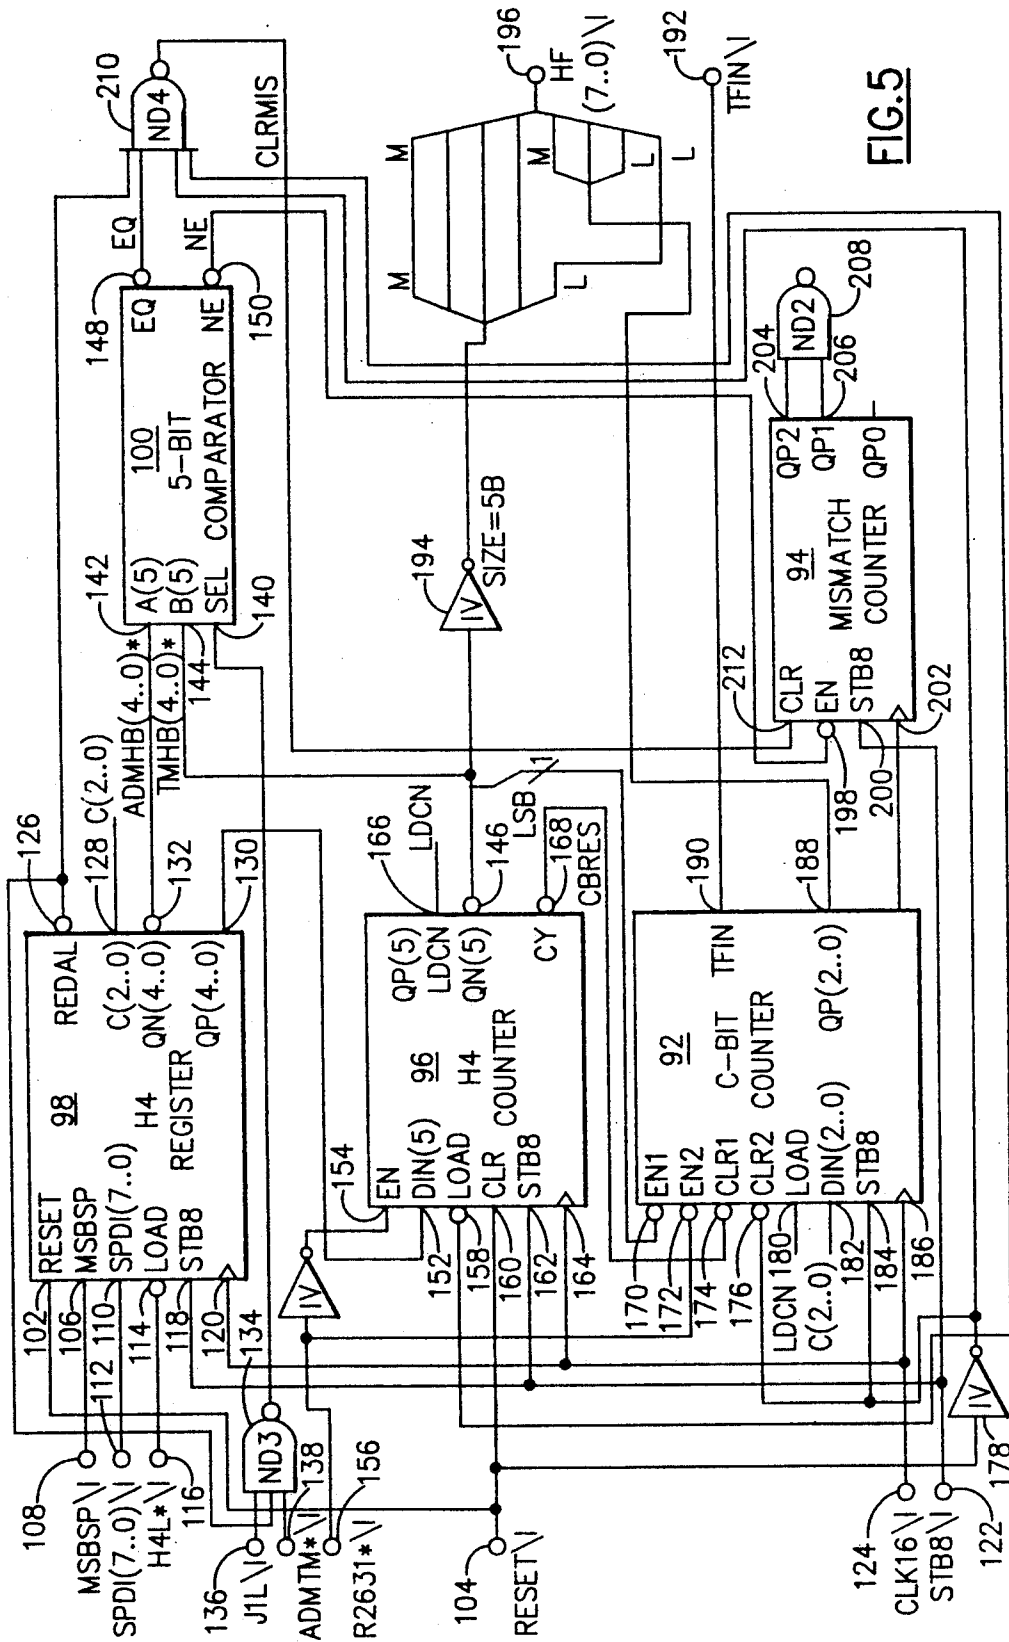 102
RESET
106
MSBSP
110
SPDI(7..0)
114
LOAD
118
STB8
120
98
H4
REGISTER
REDAL
C(2..0)
QN(4..0)
QP(4..0)
126
128 C(2..0)
132
130
ADMHB(4..0)*
TMHB(4..0)*
142
144
140
A(5)
B(5)
SEL
100
5-BIT
COMPARATOR
EQ
NE
148
150
EQ
NE
210
ND4
CLRMIS
108
MSBSP\I
112
SPDI(7..0)\I
H4L*\I
116
134
ND3
136
J1L\I
138
ADMTM*\I
156
R2631*\I
IV
104
RESET\I
154
152
158
160
162
164
EN
DIN(5)
LOAD
CLR
STB8
96
H4
COUNTER
QP(5)
LDCN
QN(5)
CY
166
LDCN
146
LSB
1
168
CBRES
194
IV
SIZE=5B
M
M
M
L
L
L
196
HF
(7..0)\I
192
TFIN\I
170
172
174
176
LDCN 180
C(2..0)
182
184
186
EN1
EN2
CLR1
CLR2
LOAD
DIN(2..0)
STB8
92
C-BIT
COUNTER
TFIN
QP(2..0)
190
188
212
198
200
202
CLR
EN
STB8
94
MISMATCH
COUNTER
QP2
QP1
QP0
204
206
ND2
208
124
CLK16\I
STB8\I
122
IV
178
FIG.5